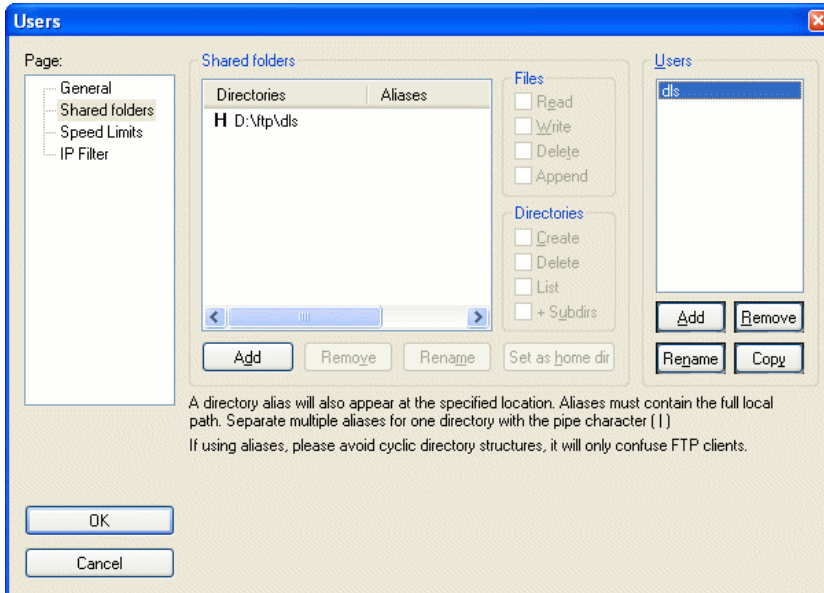 Users
Page:
General
Shared folders
Speed Limits
IP Filter
Shared folders
Directories Aliases
H D:\ftp\dls
Add Remove Rename Set as home dir
Files
Read
Write
Delete
Append
Directories
Create
Delete
List
+ Subdirs
Users
dls
Add Remove
Rename Copy
A directory alias will also appear at the specified location. Aliases must contain the full local
path. Separate multiple aliases for one directory with the pipe character ( | )
If using aliases, please avoid cyclic directory structures, it will only confuse FTP clients.
OK
Cancel